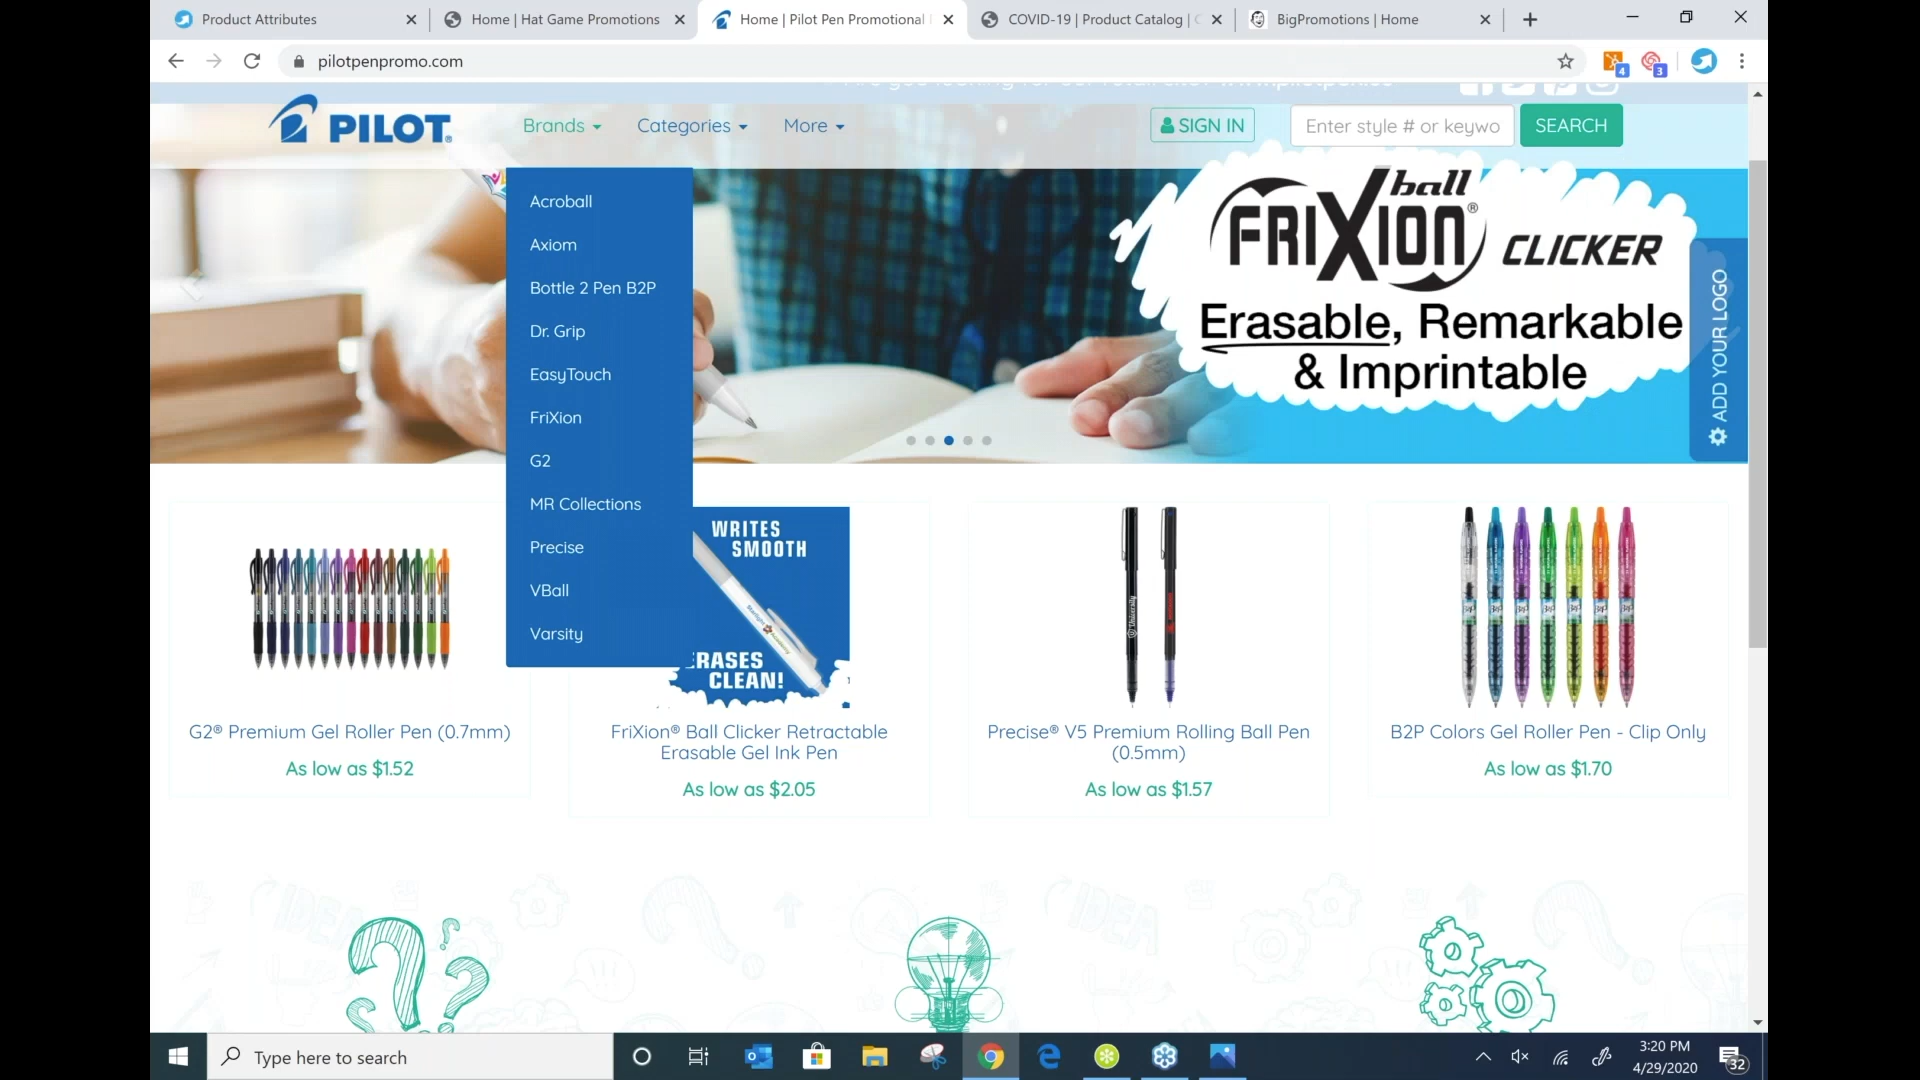 Product Attributes
Home | Hat Game Promotions
Home | Pilot Pen Promotional
COVID-19 | Product Catalog |
BigPromotions | Home
pilotpenpromo.com
4
3
PILOT®
Brands
Categories
More
SIGN IN
Enter style # or keywo
SEARCH
Acroball
Axiom
Bottle 2 Pen B2P
Dr. Grip
EasyTouch
FriXion
G2
MR Collections
Precise
VBall
Varsity
ball
FRIXION® CLICKER
Erasable, Remarkable
& Imprintable
ADD YOUR LOGO
WRITES
SMOOTH
ERASES
CLEAN!
G2® Premium Gel Roller Pen (0.7mm)
As low as $1.52
FriXion® Ball Clicker Retractable
Erasable Gel Ink Pen
As low as $2.05
Precise® V5 Premium Rolling Ball Pen
(0.5mm)
As low as $1.57
B2P Colors Gel Roller Pen - Clip Only
As low as $1.70
IDEA
IDEA
Type here to search
3:20 PM
4/29/2020
32